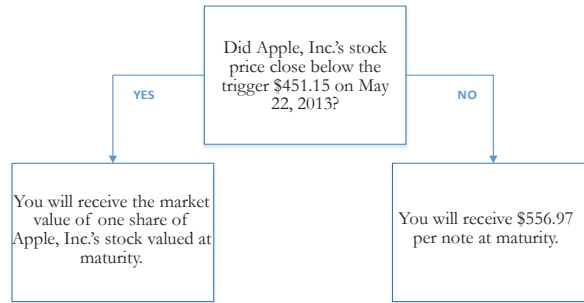 Did Apple, Inc.'s stock
price close below the
trigger $451.15 on May
22, 2013?
YES
NO
You will receive the market
value of one share of
Apple, Inc.'s stock valued at
maturity.
You will receive $556.97
per note at maturity.